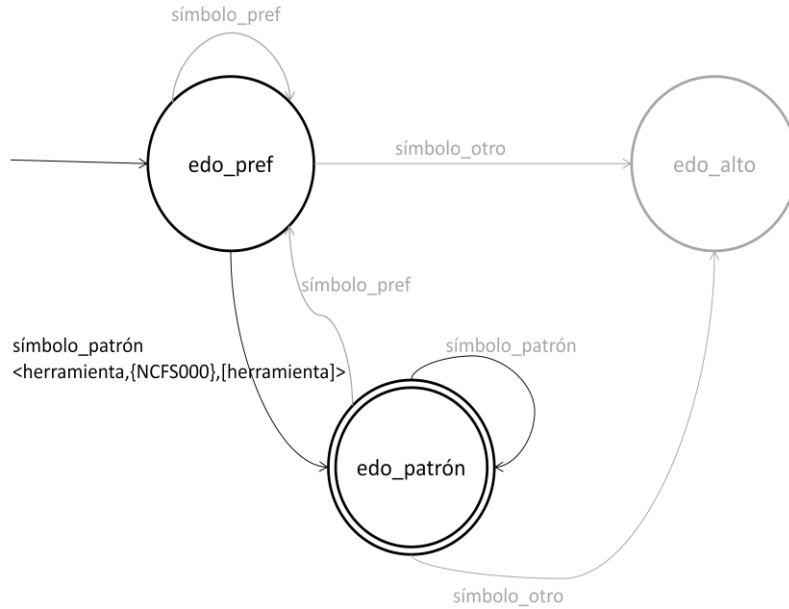 símbolo_pref
edo_pref
símbolo_otro
edo_alto
símbolo_pref
símbolo_patrón
<herramienta,{NCFS000},[herramienta]>
símbolo_patrón
edo_patrón
símbolo_otro